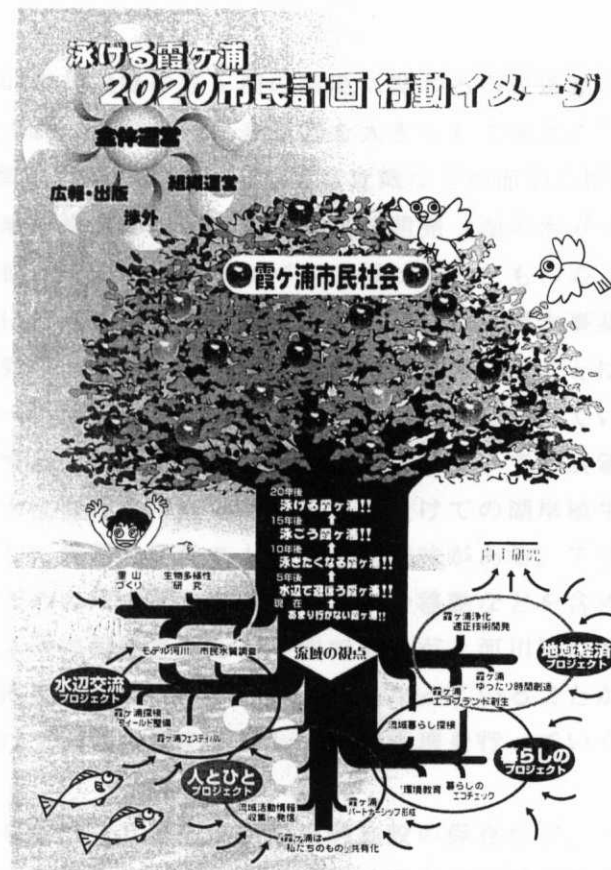 泳げる霞ヶ浦
2020市民計画 行動イメージ
全体運営
広報・出版
渉外
組織運営
霞ヶ浦市民社会
20年後
泳げる霞ヶ浦!!
15年後
泳ごう霞ヶ浦!!
10年後
泳ぎたくなる霞ヶ浦!!
5年後
水辺で遊ぼう霞ヶ浦!!
現在
あまり行かない霞ヶ浦!!
流域の観点
里山
づくり
生物多様性
研究
モデル河川
市民水質調査
水辺交流
プロジェクト
霞ヶ浦探検
フィールド整備
霞ヶ浦フェスティバル
人とひと
プロジェクト
流域活動情報
収集・発信
霞ヶ浦
パートナーシップ形成
「霞ヶ浦は
私たちのもの」共有化
自主研究
霞ヶ浦浄化
適正技術開発
地域経済
プロジェクト
霞ヶ浦
ゆったり時間創造
霞ヶ浦
エコ・ブランド創生
流域暮らし探検
暮らしの
プロジェクト
環境教育
暮らしの
エコチェック